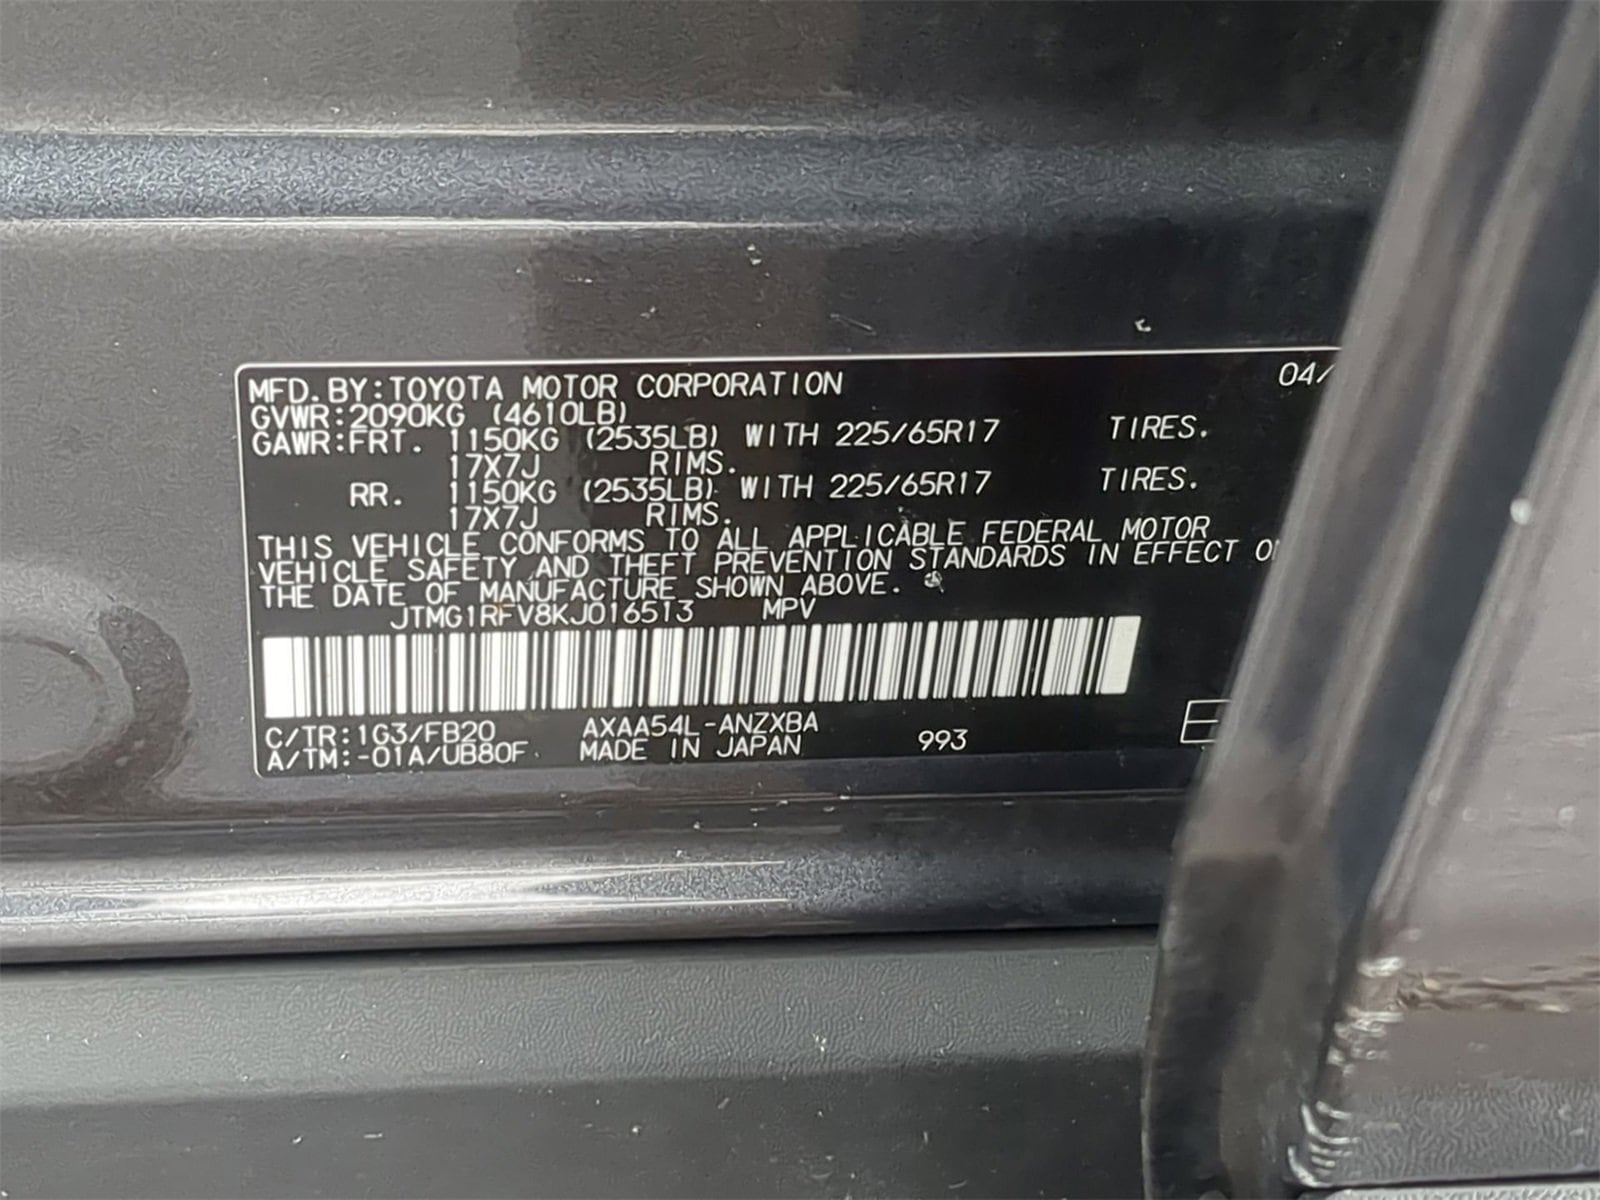 MFD. BY: TOYOTA MOTOR CORPORATION 04/
GVWR: 2090KG (4610LB)
GAWR: FRT. 1150KG (2535LB) WITH 225/65R17 TIRES.
17X7J RIMS.
RR. 1150KG (2535LB) WITH 225/65R17 TIRES.
17X7J RIMS.
THIS VEHICLE CONFORMS TO ALL APPLICABLE FEDERAL MOTOR
VEHICLE SAFETY AND THEFT PREVENTION STANDARDS IN EFFECT
THE DATE OF MANUFACTURE SHOWN ABOVE.
JTMG1RFV8KJ016513 MPV
C/TR: 1G3/FB20 AXAA54L-ANZXBA
A/TM: -01A/UB80F MADE IN JAPAN 993